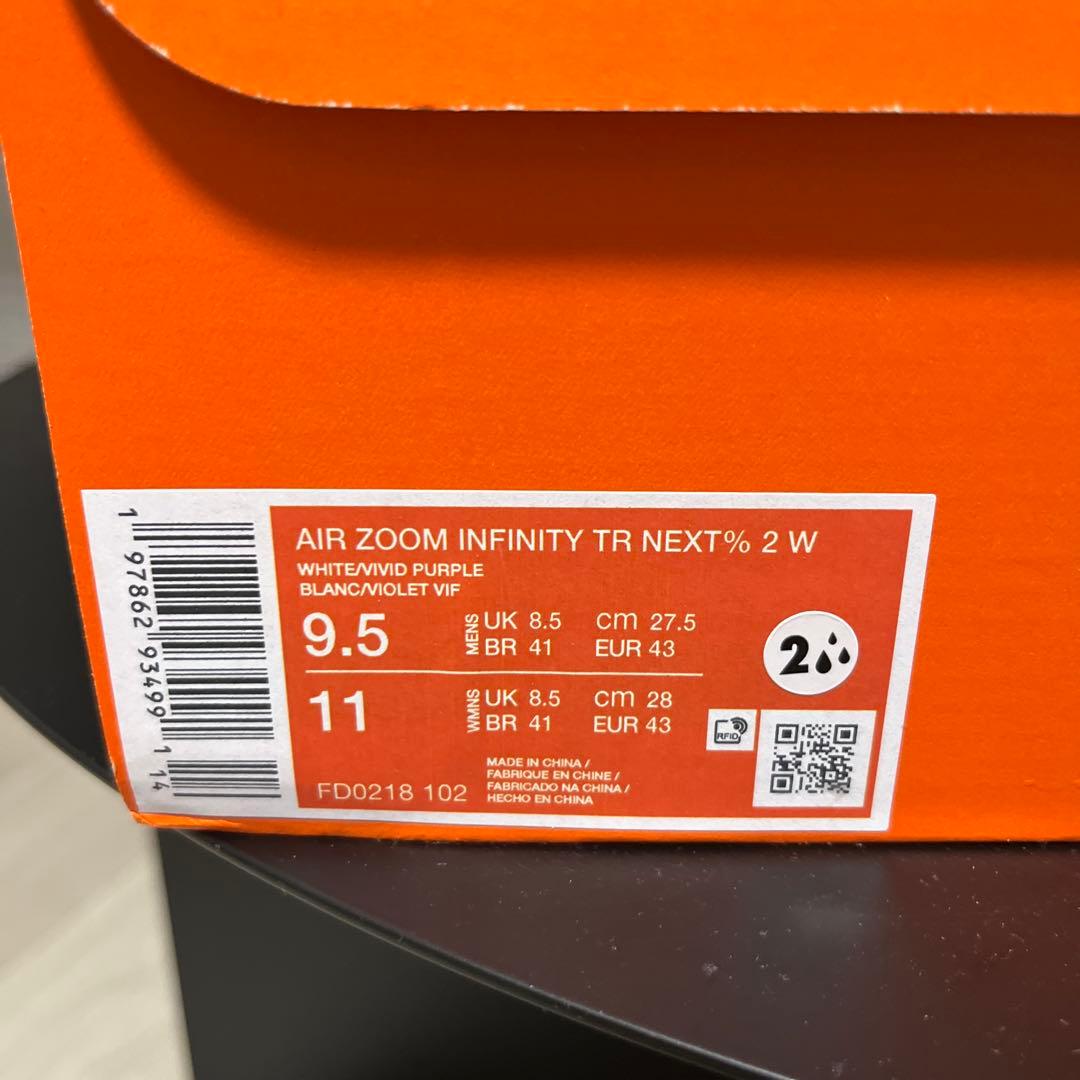 AIR ZOOM INFINITY TR NEXT% 2 W
WHITE/VIVID PURPLE
BLANC/VIOLET VIF
9.5 MENS UK 8.5 cm 27.5
BR 41 EUR 43
11 WMNS UK 8.5 cm 28
BR 41 EUR 43
2
RFID
FD0218 102
MADE IN CHINA /
FABRIQUE EN CHINE /
FABRICADO NA CHINA /
HECHO EN CHINA
1 97862 93499 1 14